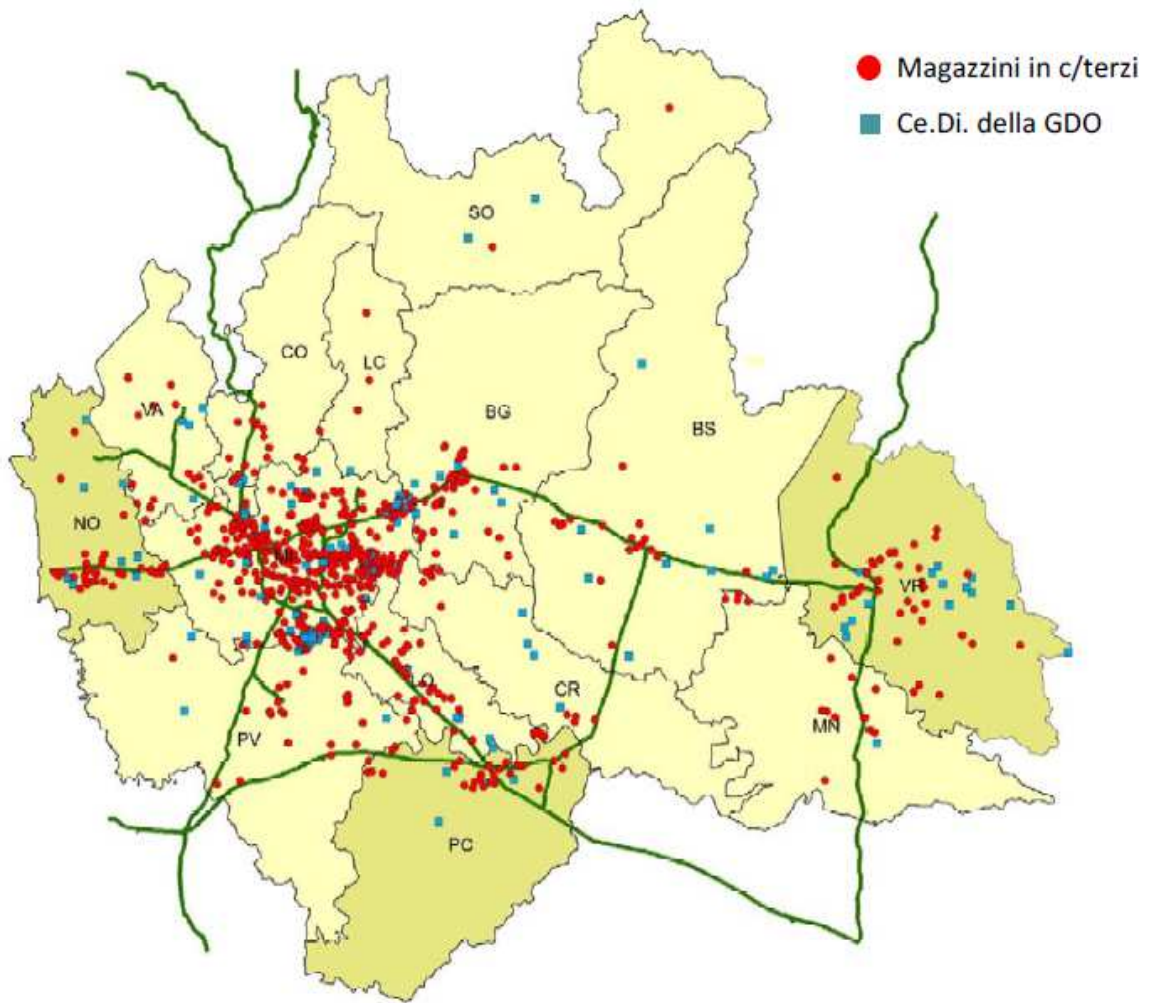 Magazzini in c/terzi
Ce.Di. della GDO
SO
CO
LC
VA
BG
BS
NO
MI
VR
LO
CR
MN
PV
PC